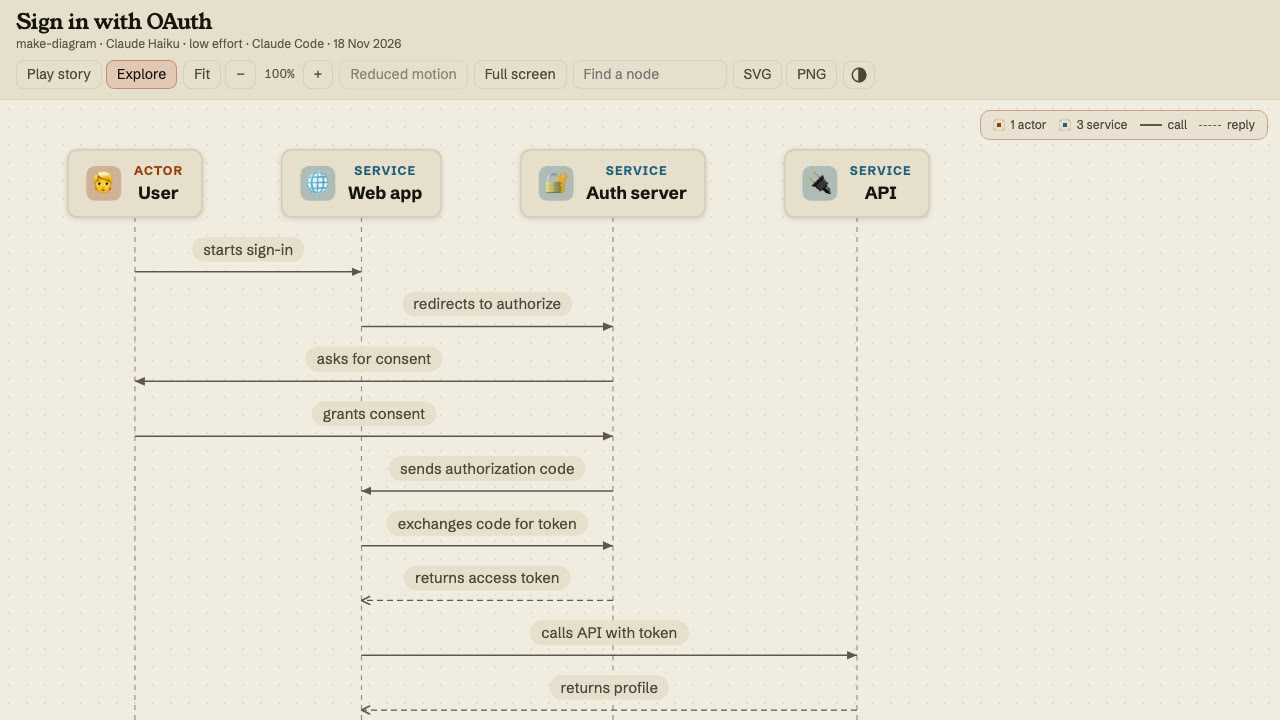 Sign in with OAuth
make-diagram · Claude Haiku · low effort · Claude Code · 18 Nov 2026
Play story Explore Fit − 100% + Reduced motion Full screen Find a node SVG PNG
1 actor 3 service call reply
ACTOR
User
SERVICE
Web app
SERVICE
Auth server
SERVICE
API
starts sign-in
redirects to authorize
asks for consent
grants consent
sends authorization code
exchanges code for token
returns access token
calls API with token
returns profile